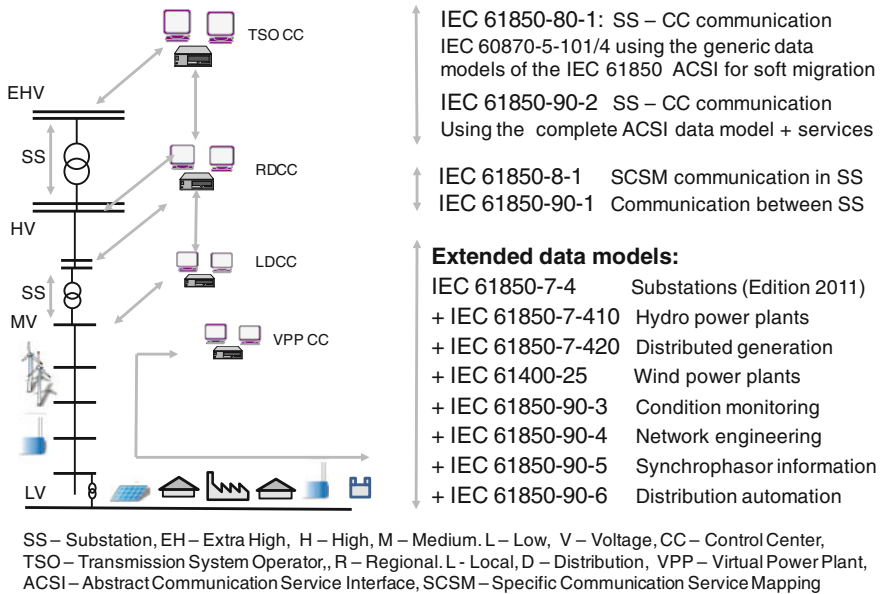 TSO CC
EHV
SS
RDCC
HV
LDCC
SS
MV
VPP CC
LV
IEC 61850-80-1: SS – CC communication
IEC 60870-5-101/4 using the generic data
models of the IEC 61850 ACSI for soft migration
IEC 61850-90-2 SS – CC communication
Using the complete ACSI data model + services
IEC 61850-8-1 SCSM communication in SS
IEC 61850-90-1 Communication between SS
Extended data models:
IEC 61850-7-4 Substations (Edition 2011)
+ IEC 61850-7-410 Hydro power plants
+ IEC 61850-7-420 Distributed generation
+ IEC 61400-25 Wind power plants
+ IEC 61850-90-3 Condition monitoring
+ IEC 61850-90-4 Network engineering
+ IEC 61850-90-5 Synchrophasor information
+ IEC 61850-90-6 Distribution automation
SS – Substation, EH – Extra High, H – High, M – Medium. L – Low, V – Voltage, CC – Control Center,
TSO – Transmission System Operator,, R – Regional. L - Local, D – Distribution, VPP – Virtual Power Plant,
ACSI – Abstract Communication Service Interface, SCSM – Specific Communication Service Mapping